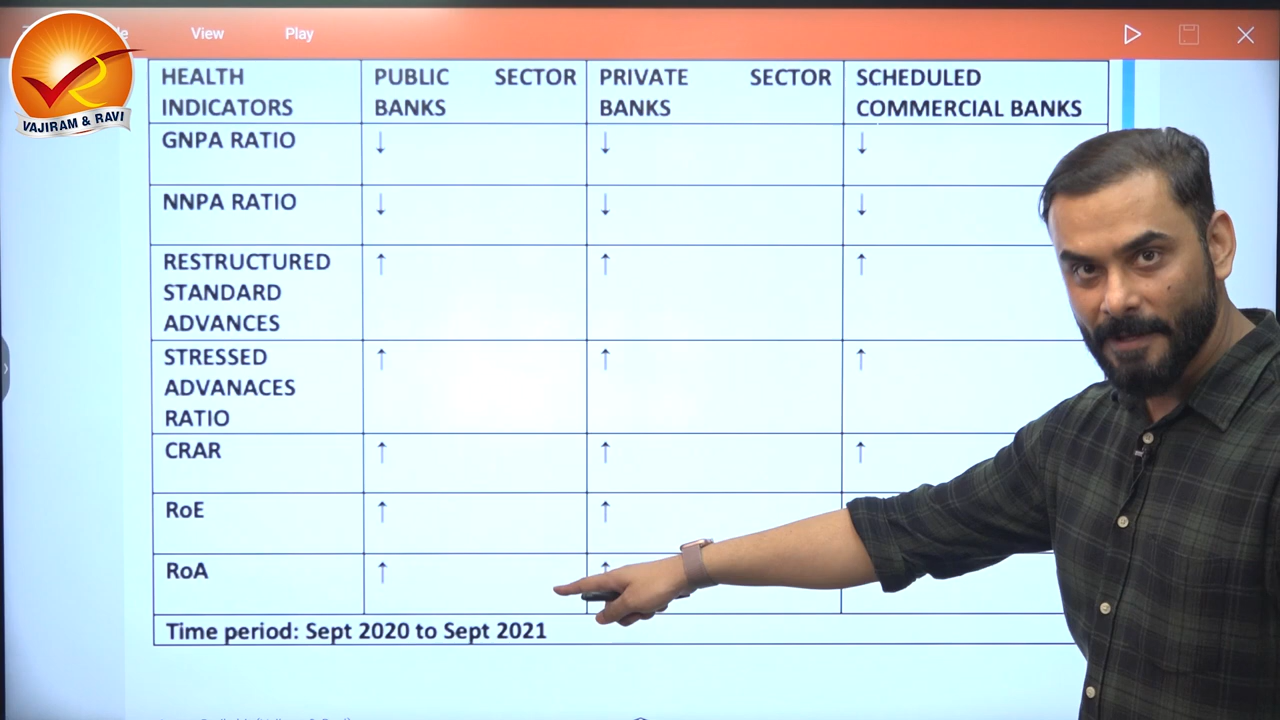 View Play
VAJIRAM & RAVI
HEALTH INDICATORS PUBLIC SECTOR BANKS PRIVATE SECTOR BANKS SCHEDULED COMMERCIAL BANKS
GNPA RATIO ↓ ↓ ↓
NNPA RATIO ↓ ↓ ↓
RESTRUCTURED STANDARD ADVANCES ↑ ↑ ↑
STRESSED ADVANACES RATIO ↑ ↑ ↑
CRAR ↑ ↑ ↑
RoE ↑ ↑
RoA ↑ ↑
Time period: Sept 2020 to Sept 2021